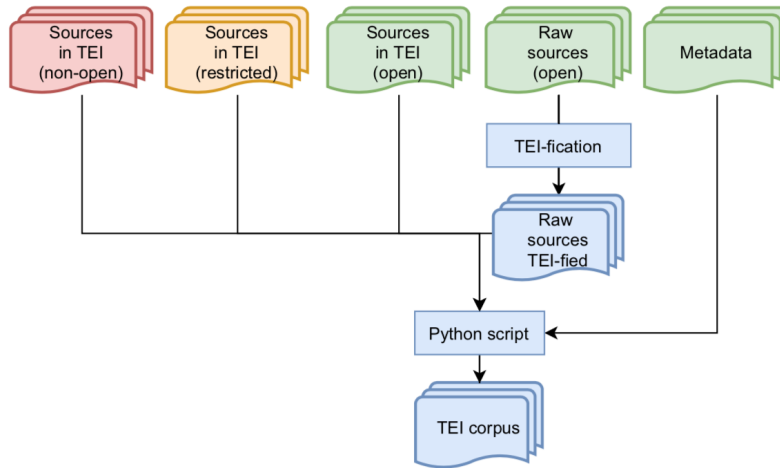 Sources
in TEI
(non-open)
Sources
in TEI
(restricted)
Sources
in TEI
(open)
Raw
sources
(open)
Metadata
TEI-fication
Raw
sources
TEI-fied
Python script
TEI corpus